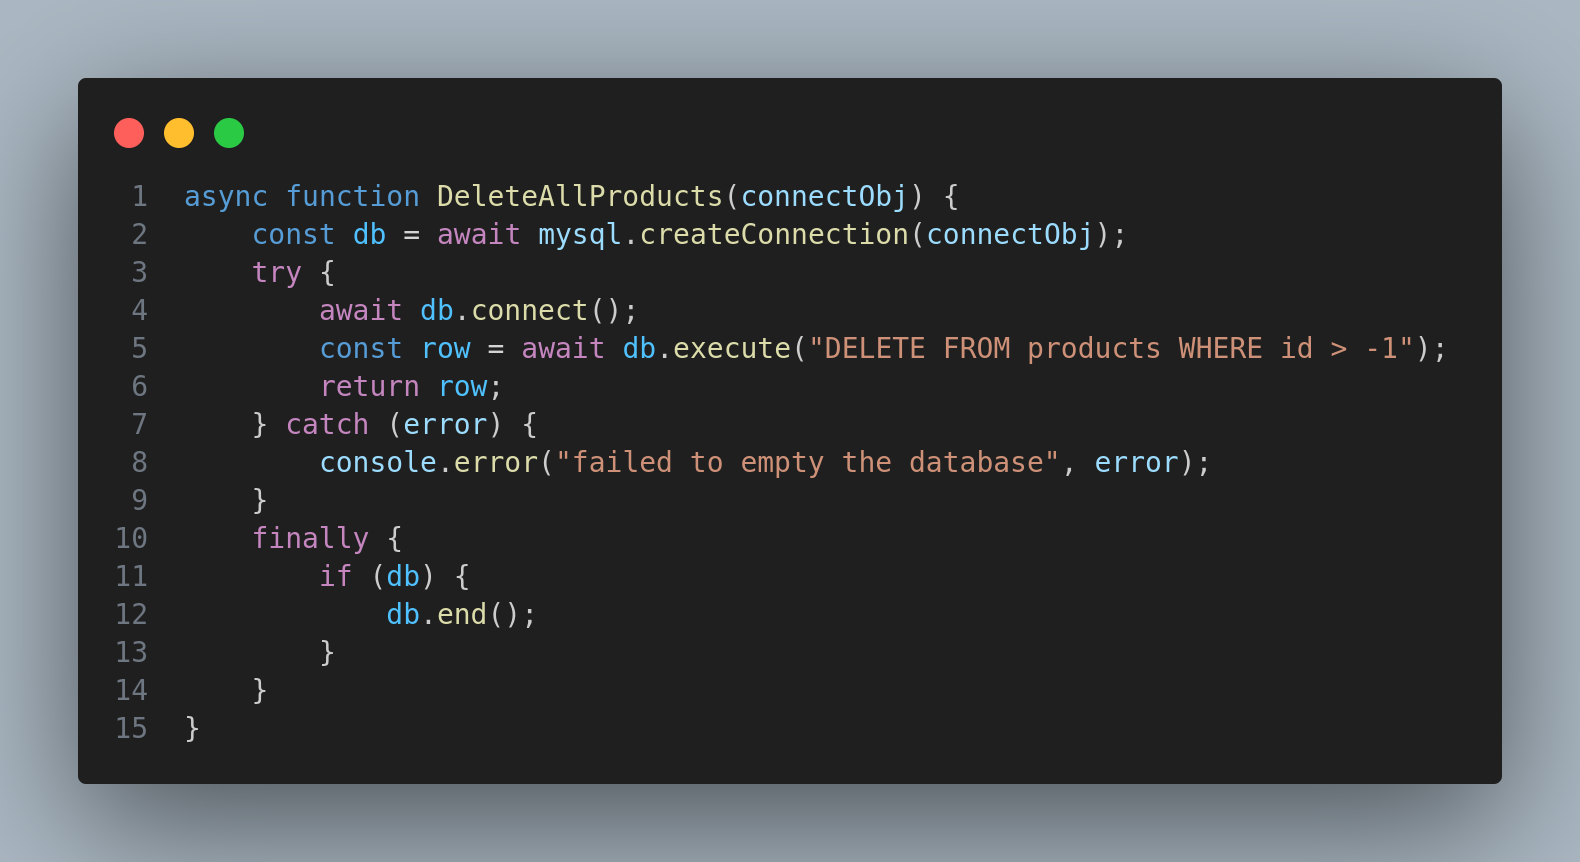 1 async function DeleteAllProducts(connectObj) {
2     const db = await mysql.createConnection(connectObj);
3     try {
4         await db.connect();
5         const row = await db.execute("DELETE FROM products WHERE id > -1");
6         return row;
7     } catch (error) {
8         console.error("failed to empty the database", error);
9     }
10     finally {
11         if (db) {
12             db.end();
13         }
14     }
15 }